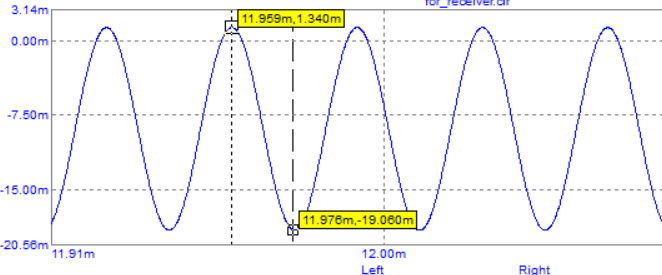 for_receiver.cir
3.14m
11.959m,1.340m
0.00m
-7.50m
-15.00m
11.976m,-19.060m
-20.56m
11.91m
12.00m
Left
Right